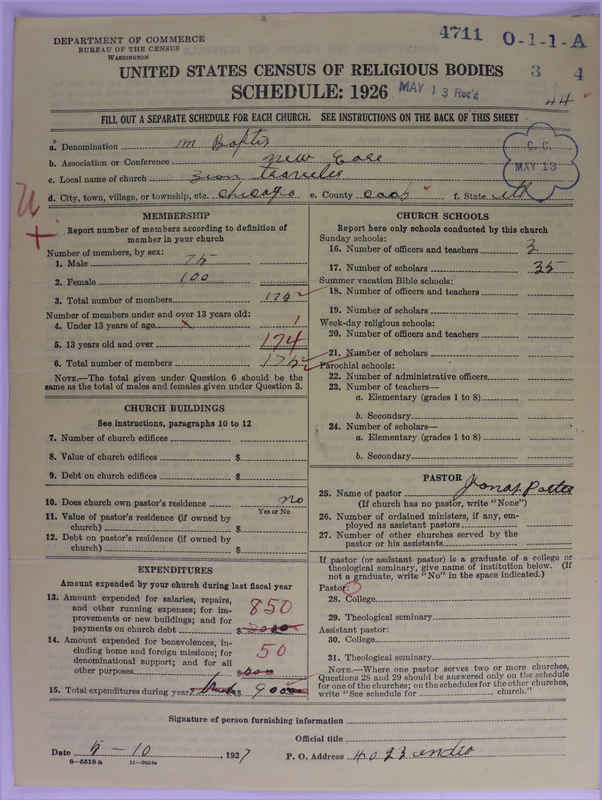 4711 O-1-1-A
DEPARTMENT OF COMMERCE
BUREAU OF THE CENSUS
WASHINGTON
3 4
UNITED STATES CENSUS OF RELIGIOUS BODIES
SCHEDULE: 1926 MAY 13 Rec'd
44
FILL OUT A SEPARATE SCHEDULE FOR EACH CHURCH. SEE INSTRUCTIONS ON THE BACK OF THIS SHEET
a. Denomination M Baptis
C. C.
MAY 13
b. Association or Conference New
c. Local name of church Zion
d. City, town, village, or township, etc. Chicago e. County Cook f. State
MEMBERSHIP
Report number of members according to definition of
member in your church
Number of members, by sex:
1. Male 75
2. Female 100
3. Total number of members 175
Number of members under and over 13 years old:
4. Under 13 years of age x 1
5. 13 years old and over 174
6. Total number of members 175
NOTE.—The total given under Question 6 should be the
same as the total of males and females given under Question 3.
CHURCH BUILDINGS
See instructions, paragraphs 10 to 12
7. Number of church edifices
8. Value of church edifices $
9. Debt on church edifices $
10. Does church own pastor's residence no
Yes or No
11. Value of pastor's residence (if owned by
church) $
12. Debt on pastor's residence (if owned by
church) $
EXPENDITURES
Amount expended by your church during last fiscal year
13. Amount expended for salaries, repairs,
and other running expenses; for im-
provements or new buildings; and for
payments on church debt $ 850
14. Amount expended for benevolences, in-
cluding home and foreign missions; for
denominational support; and for all
other purposes $ 50
15. Total expenditures during year $ 900
CHURCH SCHOOLS
Report here only schools conducted by this church
Sunday schools:
16. Number of officers and teachers 3
17. Number of scholars 35
Summer vacation Bible schools:
18. Number of officers and teachers
19. Number of scholars
Week-day religious schools:
20. Number of officers and teachers
21. Number of scholars
Parochial schools:
22. Number of administrative officers
23. Number of teachers—
a. Elementary (grades 1 to 8)
b. Secondary
24. Number of scholars—
a. Elementary (grades 1 to 8)
b. Secondary
PASTOR
25. Name of pastor
(If church has no pastor, write "None")
26. Number of ordained ministers, if any, em-
ployed as assistant pastors
27. Number of other churches served by the
pastor or his assistants
If pastor (or assistant pastor) is a graduate of a college or
theological seminary, give name of institution below. (If
not a graduate, write "No" in the space indicated.)
Pastor:
28. College
29. Theological seminary
Assistant pastor:
30. College
31. Theological seminary
NOTE.—Where one pastor serves two or more churches,
Questions 28 and 29 should be answered only on the schedule
for one of the churches; on the schedules for the other churches,
write "See schedule for church."
Signature of person furnishing information
Official title
Date 5-10, 1927 P. O. Address 4023
8-5518 a 11-9054a